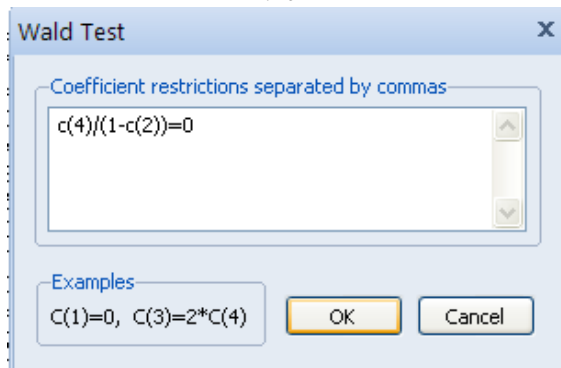 Wald Test
x
Coefficient restrictions separated by commas
c(4)/(1-c(2))=0
Examples
C(1)=0, C(3)=2*C(4)
OK
Cancel